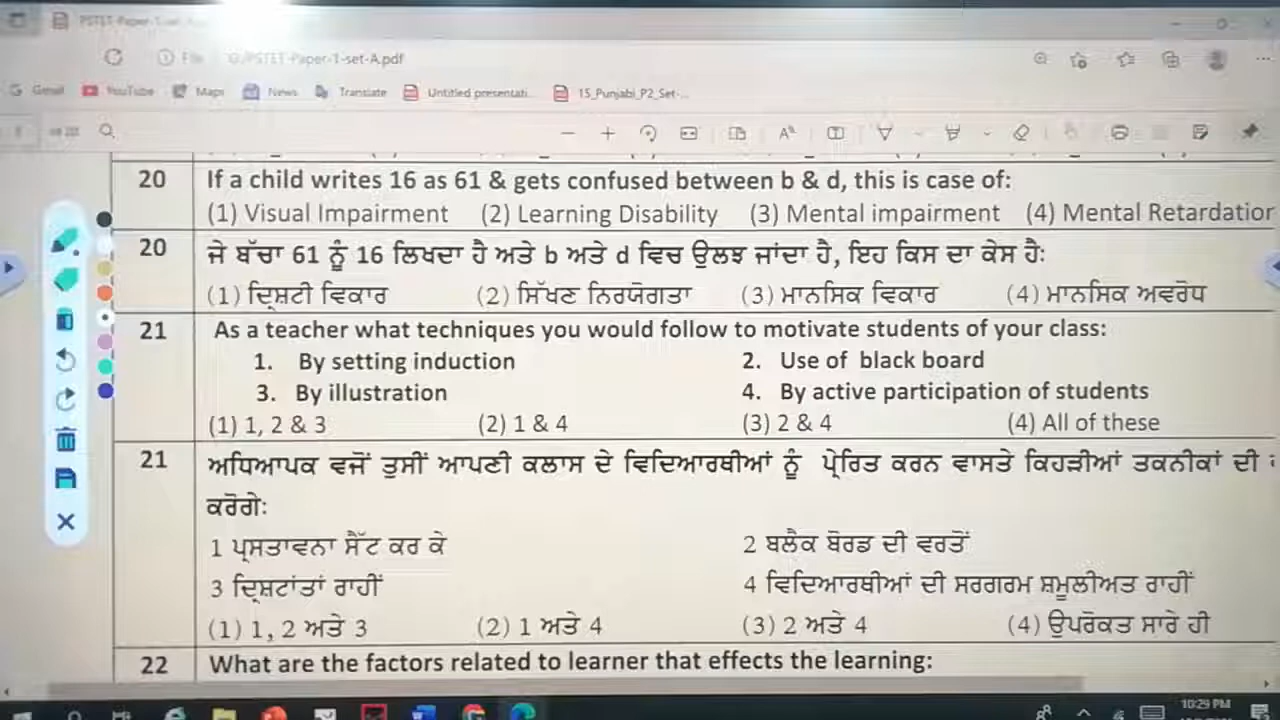 PSTET-Paper-1-set-A
G:/PSTET-Paper-1-set-A.pdf
Gmail YouTube Maps News Translate Untitled presentati... 15_Punjabi_P2_Set-...
20 If a child writes 16 as 61 & gets confused between b & d, this is case of:
(1) Visual Impairment (2) Learning Disability (3) Mental impairment (4) Mental Retardation
20 ਜੇ ਬੱਚਾ 61 ਨੂੰ 16 ਲਿਖਦਾ ਹੈ ਅਤੇ b ਅਤੇ d ਵਿਚ ਉਲਝ ਜਾਂਦਾ ਹੈ, ਇਹ ਕਿਸ ਦਾ ਕੇਸ ਹੈ:
(1) ਦ੍ਰਿਸ਼ਟੀ ਵਿਕਾਰ (2) ਸਿੱਖਣ ਨਿਰਯੋਗਤਾ (3) ਮਾਨਸਿਕ ਵਿਕਾਰ (4) ਮਾਨਸਿਕ ਅਵਰੋਧ
21 As a teacher what techniques you would follow to motivate students of your class:
1. By setting induction 2. Use of black board
3. By illustration 4. By active participation of students
(1) 1, 2 & 3 (2) 1 & 4 (3) 2 & 4 (4) All of these
21 ਅਧਿਆਪਕ ਵਜੋਂ ਤੁਸੀਂ ਆਪਣੀ ਕਲਾਸ ਦੇ ਵਿਦਿਆਰਥੀਆਂ ਨੂੰ ਪ੍ਰੇਰਿਤ ਕਰਨ ਵਾਸਤੇ ਕਿਹੜੀਆਂ ਤਕਨੀਕਾਂ ਦੀ
ਕਰੋਗੇ:
1 ਪ੍ਰਸਤਾਵਨਾ ਸੈੱਟ ਕਰ ਕੇ 2 ਬਲੈਕ ਬੋਰਡ ਦੀ ਵਰਤੋਂ
3 ਦ੍ਰਿਸ਼ਟਾਂਤਾਂ ਰਾਹੀਂ 4 ਵਿਦਿਆਰਥੀਆਂ ਦੀ ਸਰਗਰਮ ਸ਼ਮੂਲੀਅਤ ਰਾਹੀਂ
(1) 1, 2 ਅਤੇ 3 (2) 1 ਅਤੇ 4 (3) 2 ਅਤੇ 4 (4) ਉਪਰੋਕਤ ਸਾਰੇ ਹੀ
22 What are the factors related to learner that effects the learning:
10:29 PM